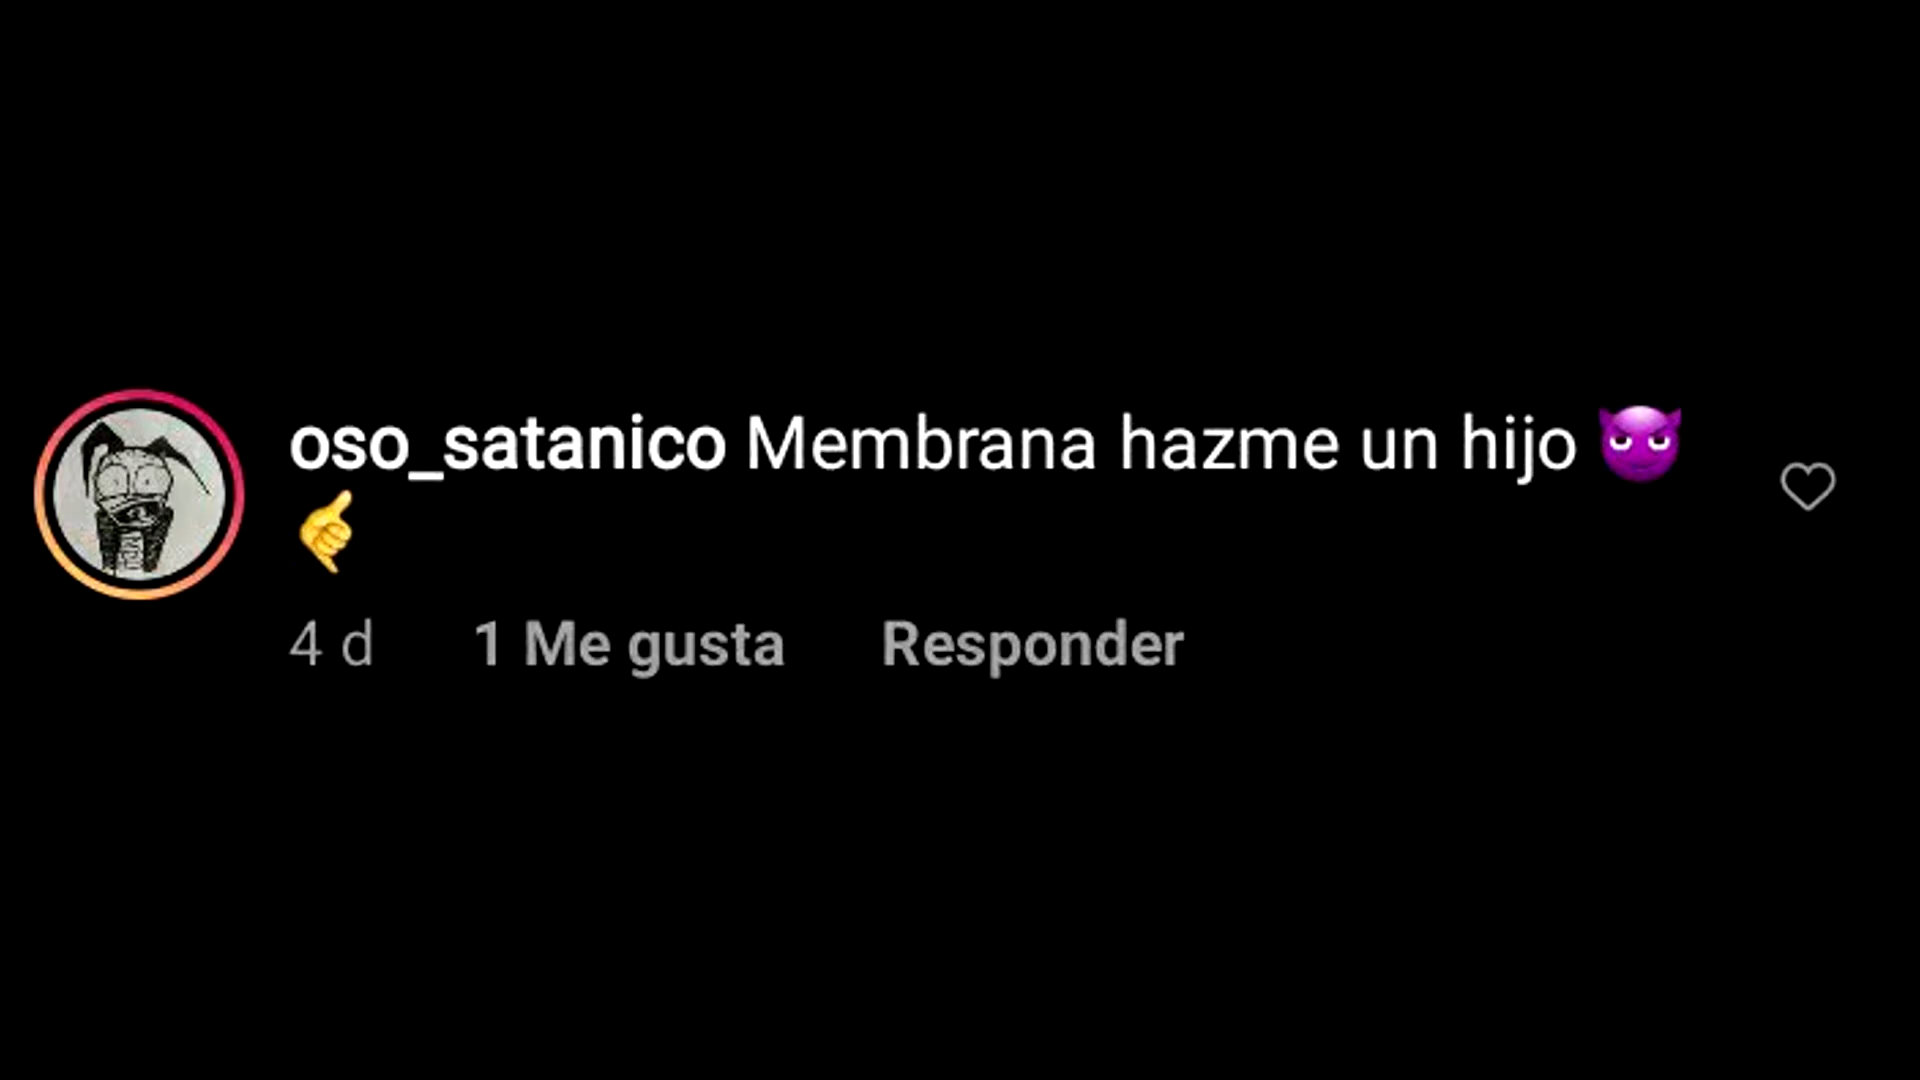 oso_satanico Membrana hazme un hijo 😈
🤙
4 d 1 Me gusta Responder